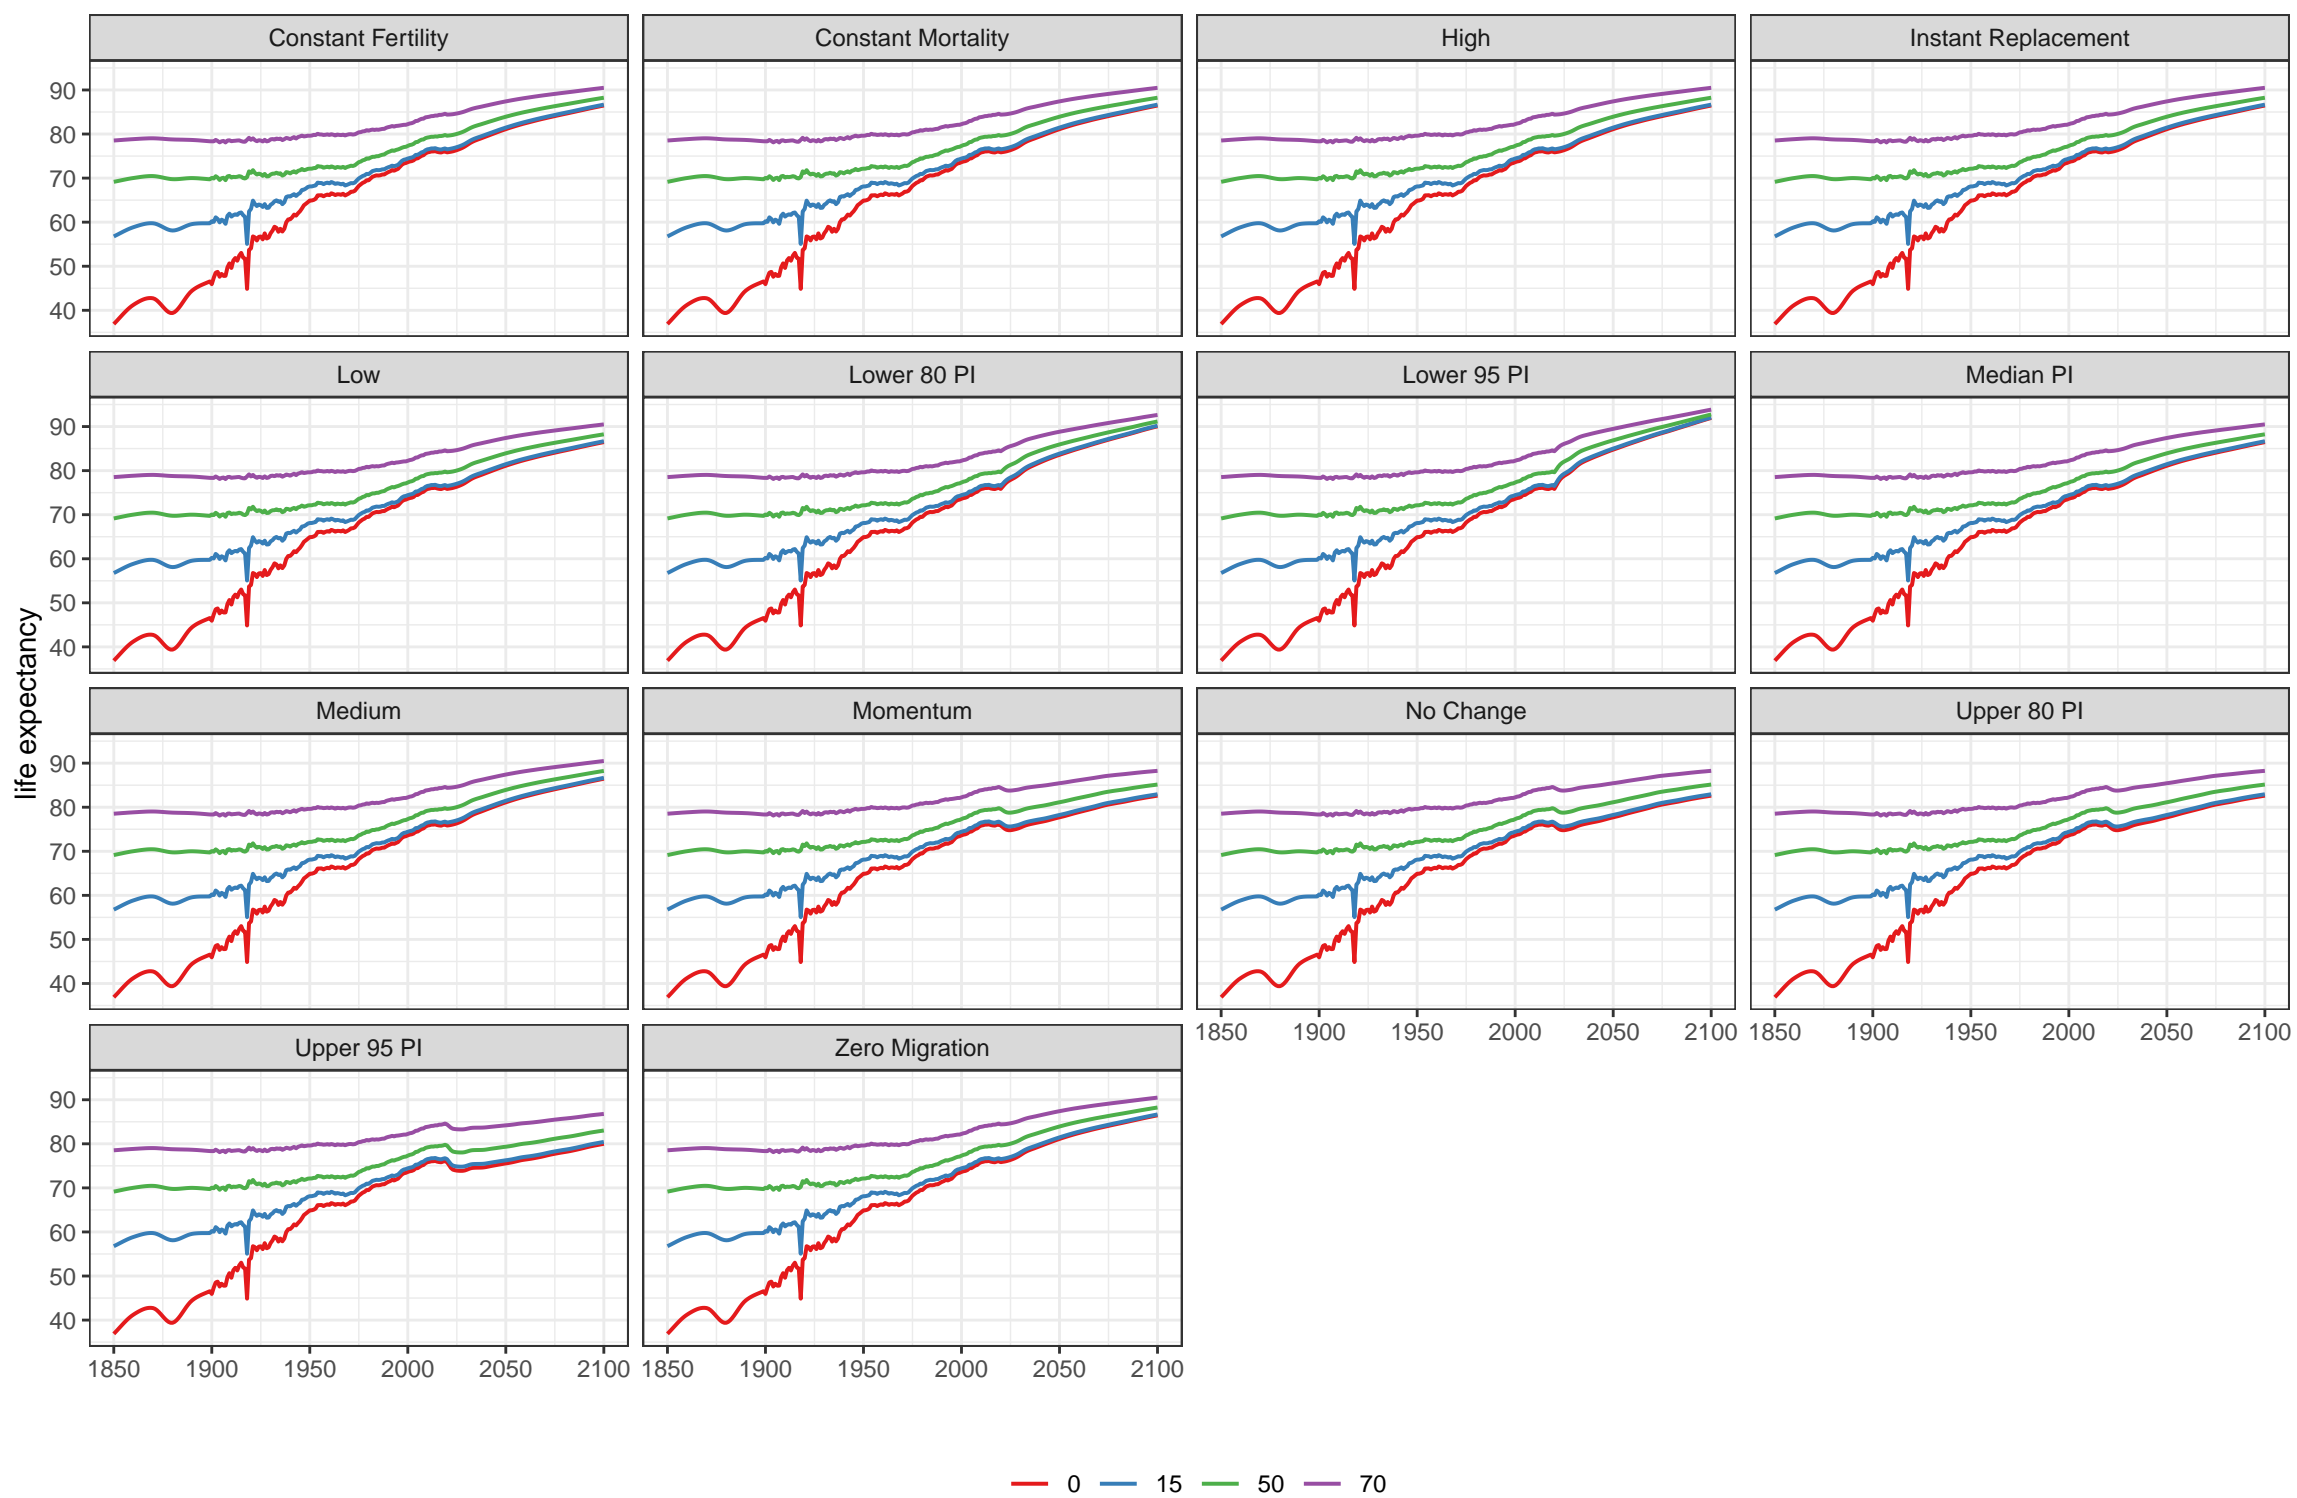 Constant Fertility
Constant Mortality
High
Instant Replacement
90
80
70
60
50
40
Low
Lower 80 PI
Lower 95 PI
Median PI
90
80
70
60
50
40
life expectancy
Medium
Momentum
No Change
Upper 80 PI
90
80
70
60
50
40
1850 1900 1950 2000 2050 2100
1850 1900 1950 2000 2050 2100
Upper 95 PI
Zero Migration
90
80
70
60
50
40
1850 1900 1950 2000 2050 2100
1850 1900 1950 2000 2050 2100
0 15 50 70